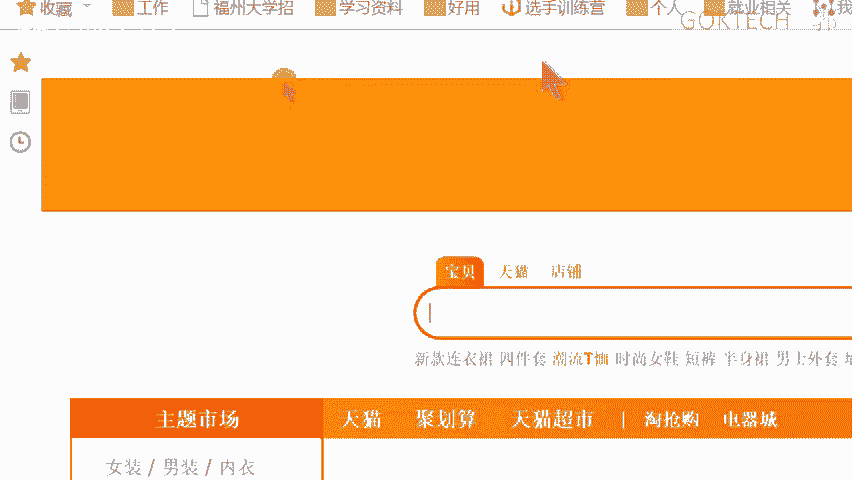 收藏 工作 福州大学招 学习资料 好用 选手训练营 个人 就业相关 我
GOKTECH
宝贝 天猫 店铺
新款连衣裙 四件套 潮流T恤 时尚女鞋 短裤 半身裙 男士外套
主题市场 天猫 聚划算 天猫超市 | 淘抢购 电器城
女装 / 男装 / 内衣